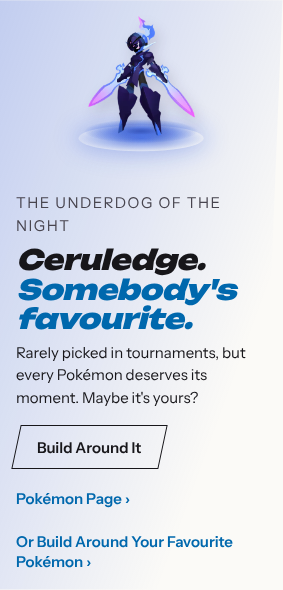 THE UNDERDOG OF THE
NIGHT
Ceruledge.
Somebody's
favourite.
Rarely picked in tournaments, but
every Pokémon deserves its
moment. Maybe it's yours?
Build Around It
Pokémon Page ›
Or Build Around Your Favourite
Pokémon ›